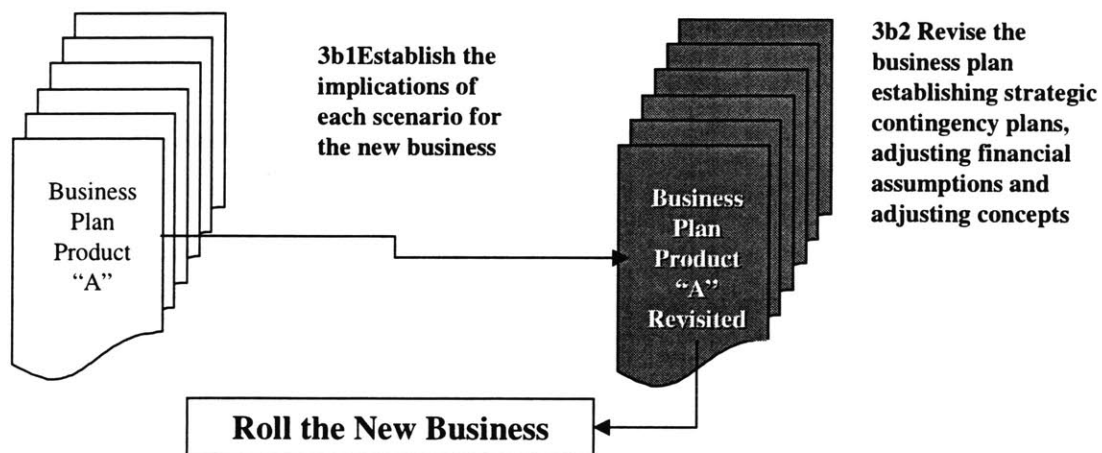 3b1Establish the
implications of
each scenario for
the new business
3b2 Revise the
business plan
establishing strategic
contingency plans,
adjusting financial
assumptions and
adjusting concepts
Business
Plan
Product
“A”
Business
Plan
Product
“A”
Revisited
Roll the New Business